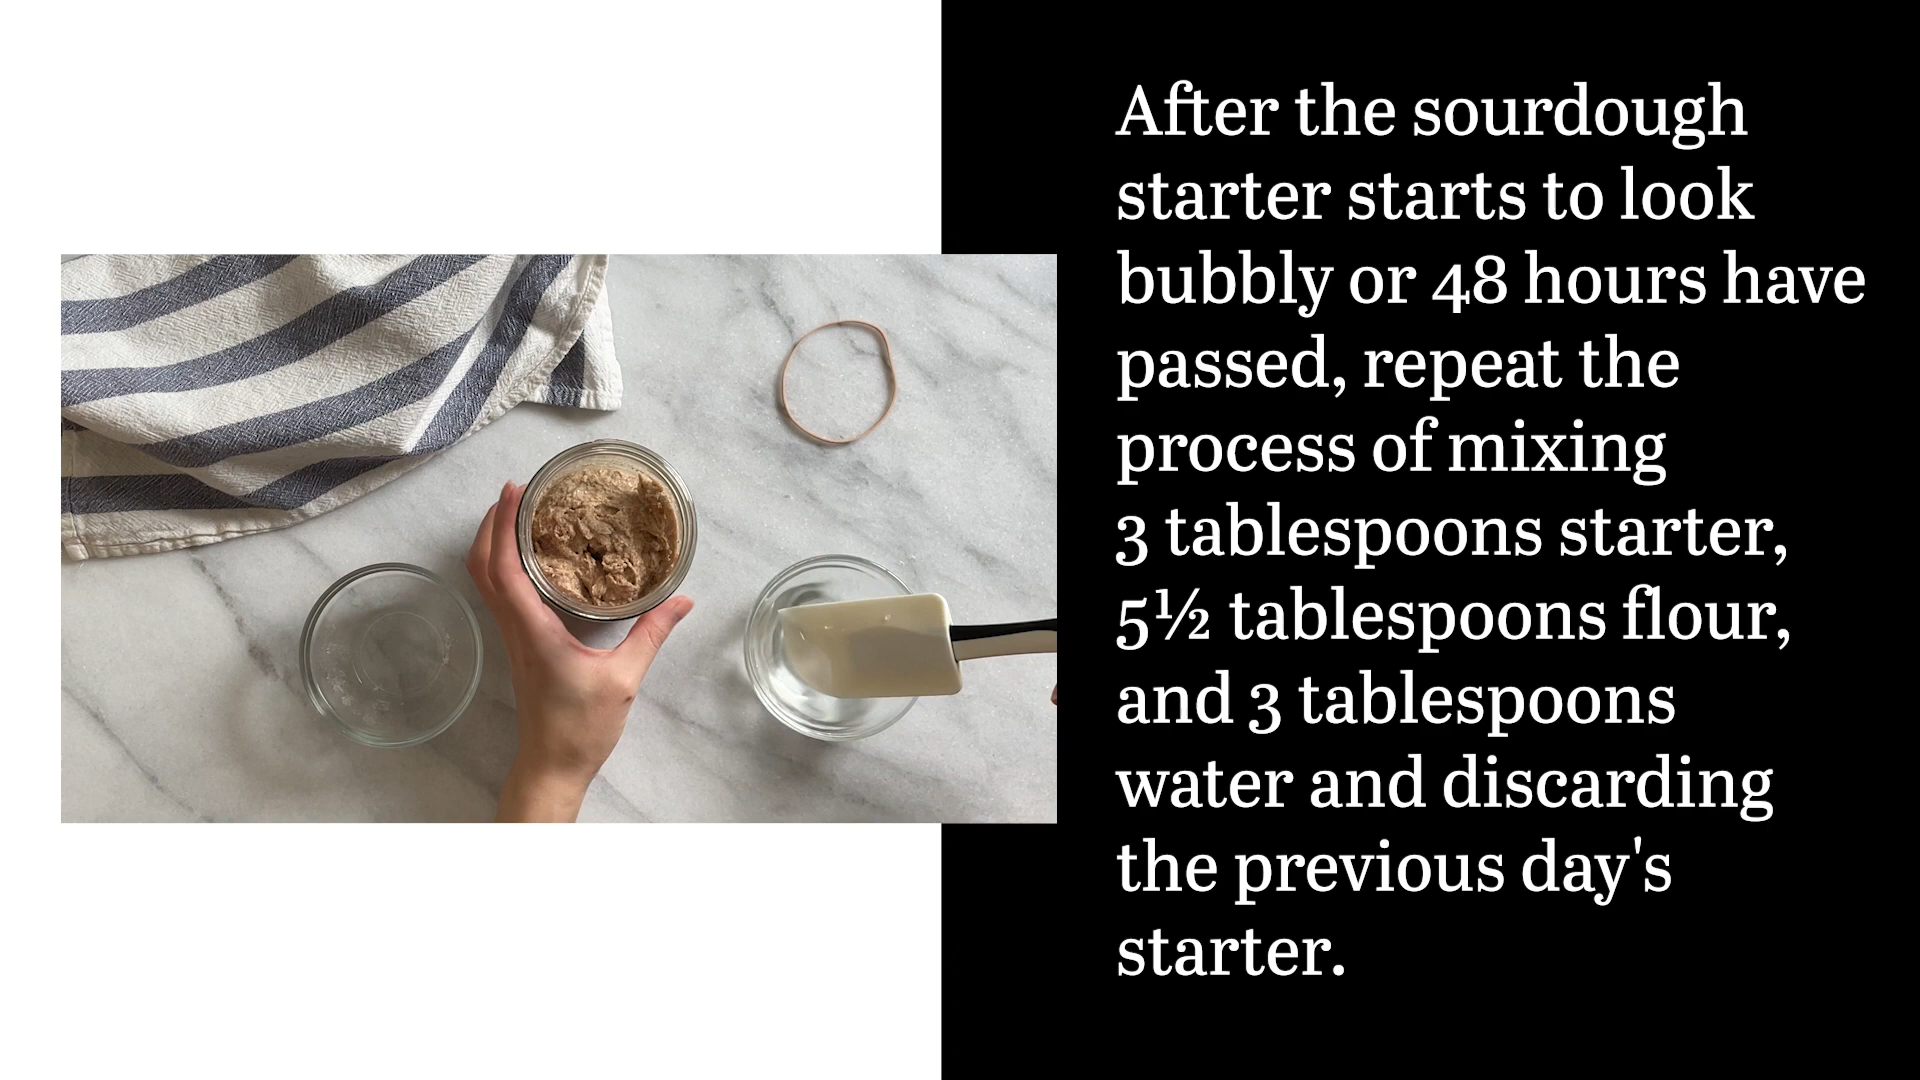 After the sourdough
starter starts to look
bubbly or 48 hours have
passed, repeat the
process of mixing
3 tablespoons starter,
5½ tablespoons flour,
and 3 tablespoons
water and discarding
the previous day's
starter.